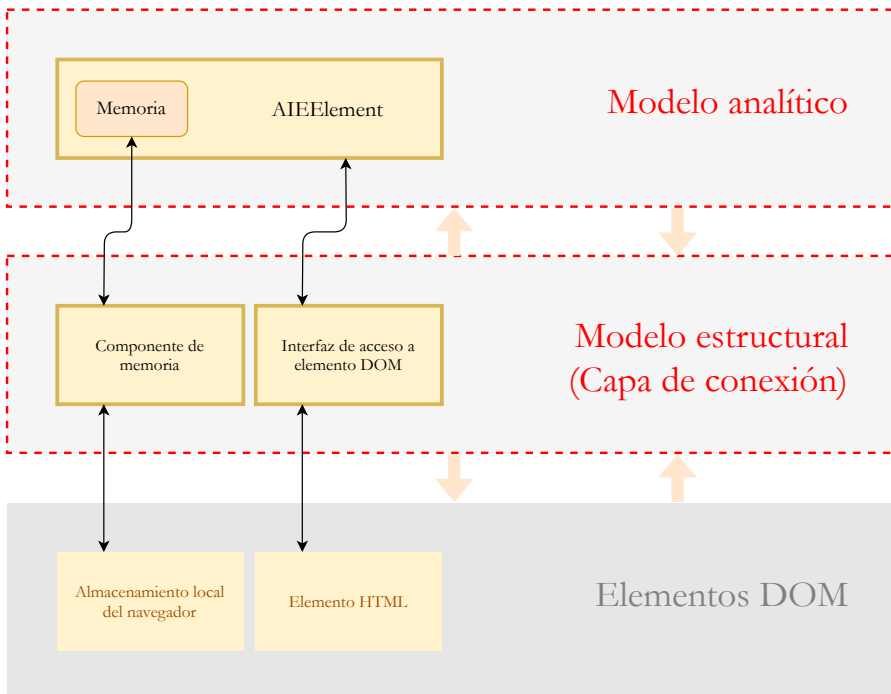 Memoria
AIEElement
Modelo analítico
Componente de
memoria
Interfaz de acceso a
elemento DOM
Modelo estructural
(Capa de conexión)
Almacenamiento local
del navegador
Elemento HTML
Elementos DOM